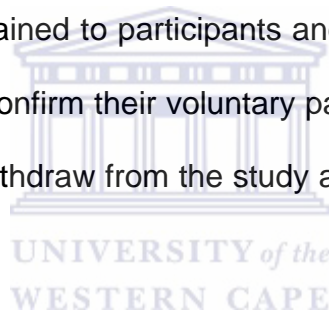 ained to participants and
onfirm their voluntary pa
thdraw from the study a
UNIVERSITY of the
WESTERN CAPE